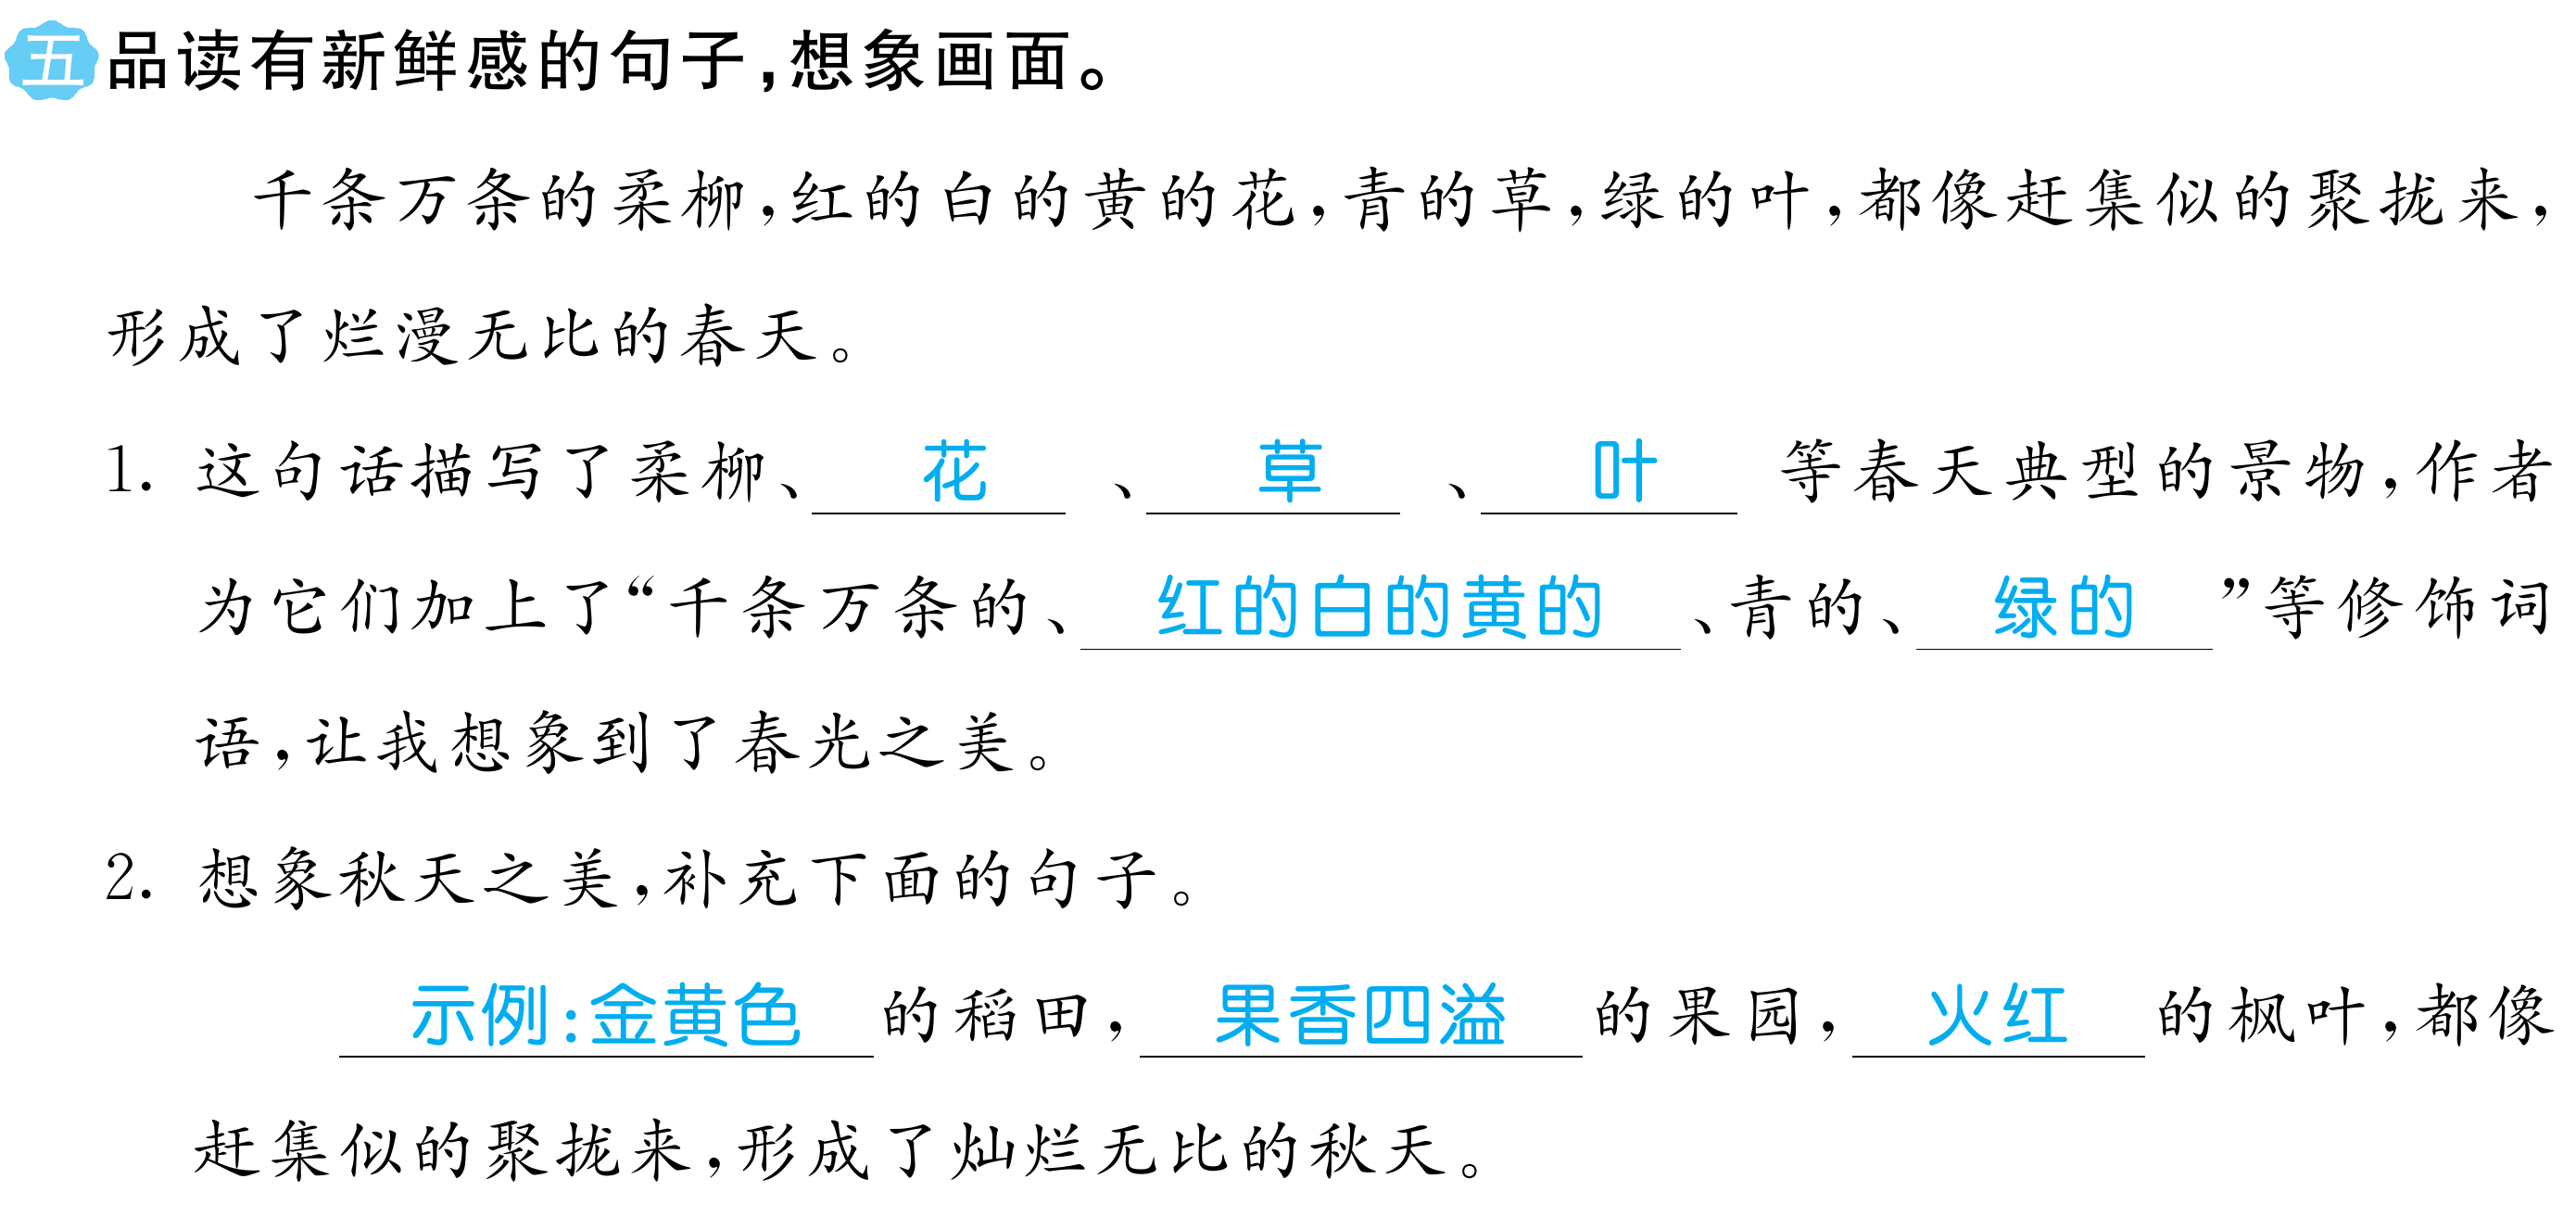 五 品读有新鲜感的句子,想象画面。
千条万条的柔柳,红的白的黄的花,青的草,绿的叶,都像赶集似的聚拢来,
形成了烂漫无比的春天。
1. 这句话描写了柔柳、 花 、 草 、 叶 等春天典型的景物,作者
为它们加上了“千条万条的、 红的白的黄的 、青的、 绿的 ”等修饰词
语,让我想象到了春光之美。
2. 想象秋天之美,补充下面的句子。
示例:金黄色 的稻田, 果香四溢 的果园, 火红 的枫叶,都像
赶集似的聚拢来,形成了灿烂无比的秋天。